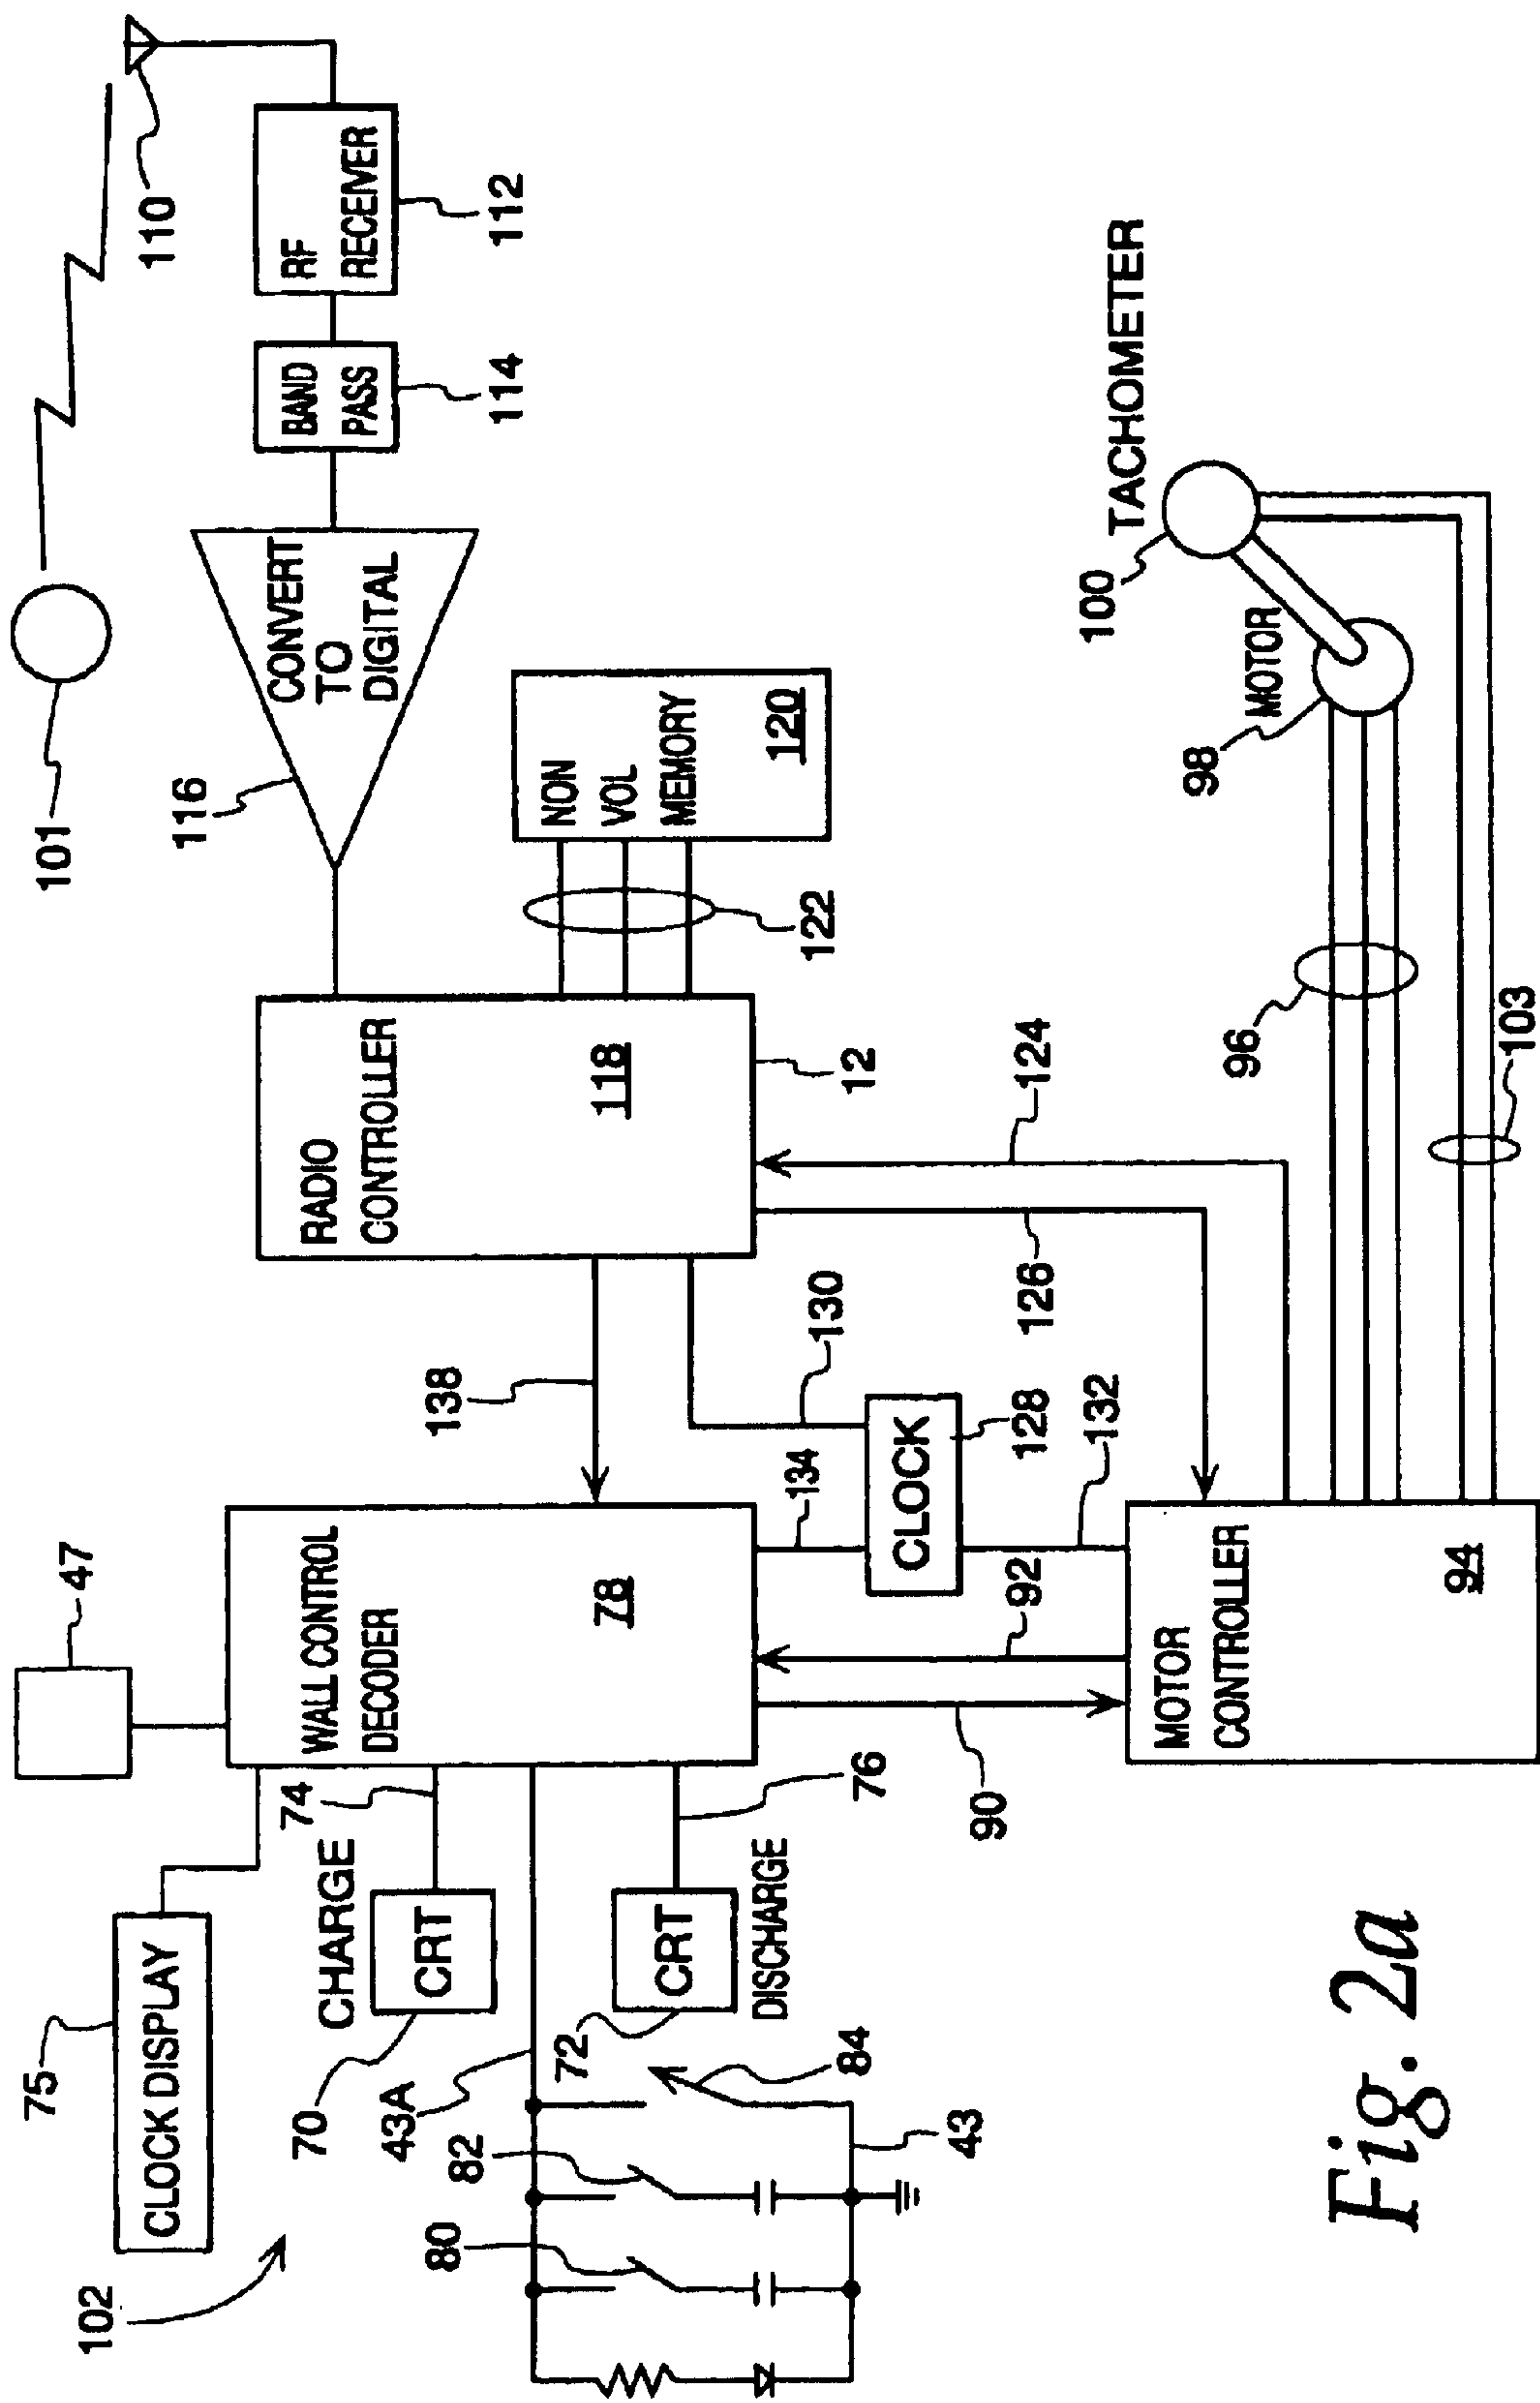 102
75
CLOCK DISPLAY
47
101
110
CHARGE
74
70
CRT
WALL CONTROL
DECODER
78
138
RADIO
CONTROLLER
118
12
116
CONVERT
TO
DIGITAL
BAND
PASS
114
RF
RECEIVER
112
80
82
43A
72
CRT
DISCHARGE
76
84
43
134
130
CLOCK
128
122
NON
VOL
MEMORY
120
90
92
132
126
124
MOTOR
CONTROLLER
94
96
98
MOTOR
100
TACHOMETER
103
Fig. 2a